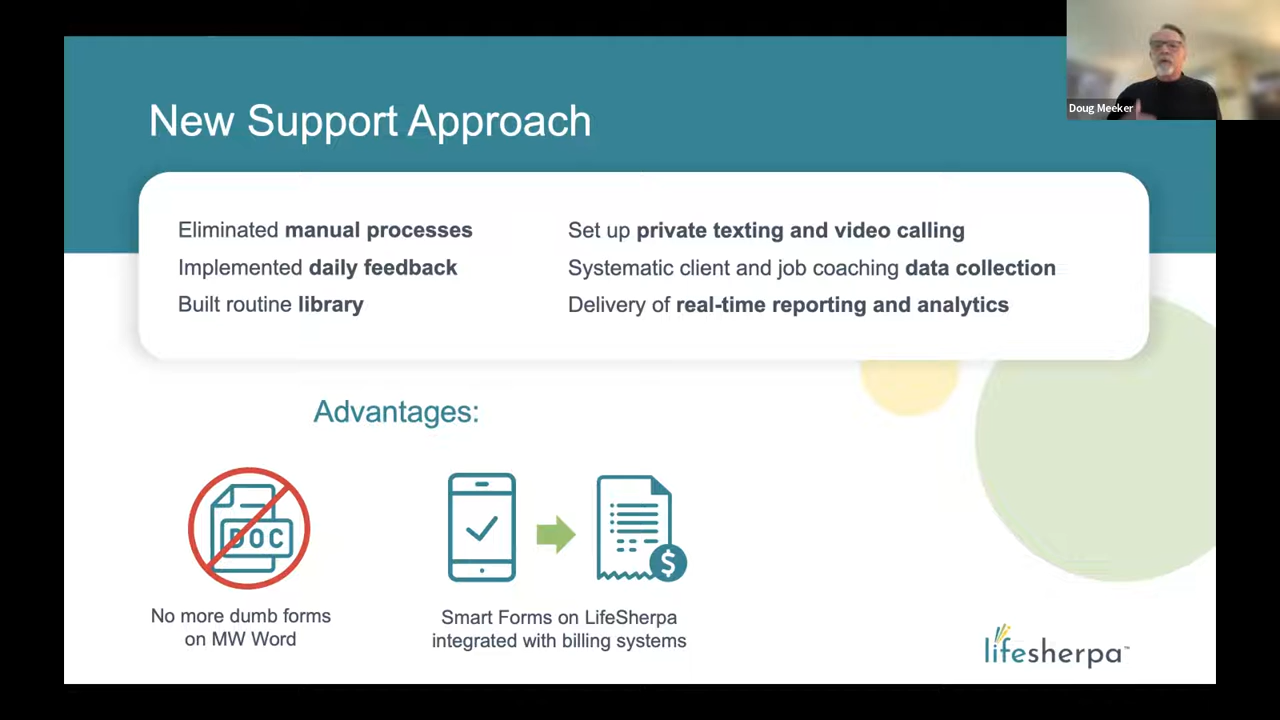 Doug Meeker
New Support Approach
Eliminated manual processes
Implemented daily feedback
Built routine library
Set up private texting and video calling
Systematic client and job coaching data collection
Delivery of real-time reporting and analytics
Advantages:
DOC
No more dumb forms
on MW Word
$
Smart Forms on LifeSherpa
integrated with billing systems
lifesherpa™